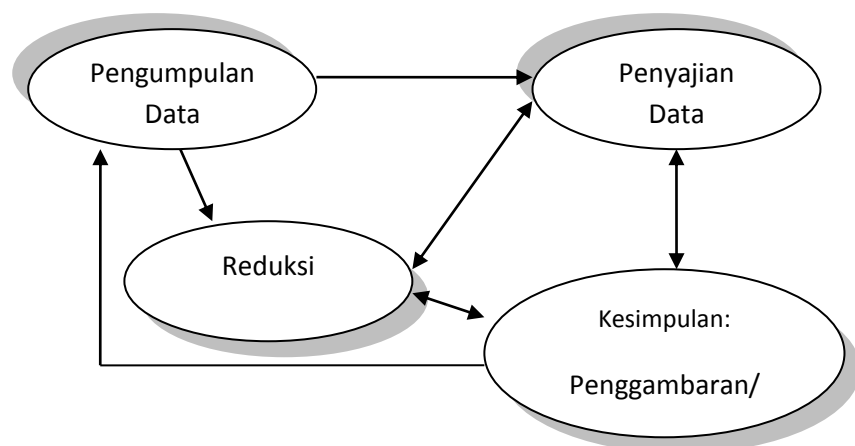 Pengumpulan
Data
Penyajian
Data
Reduksi
Kesimpulan:
Penggambaran/